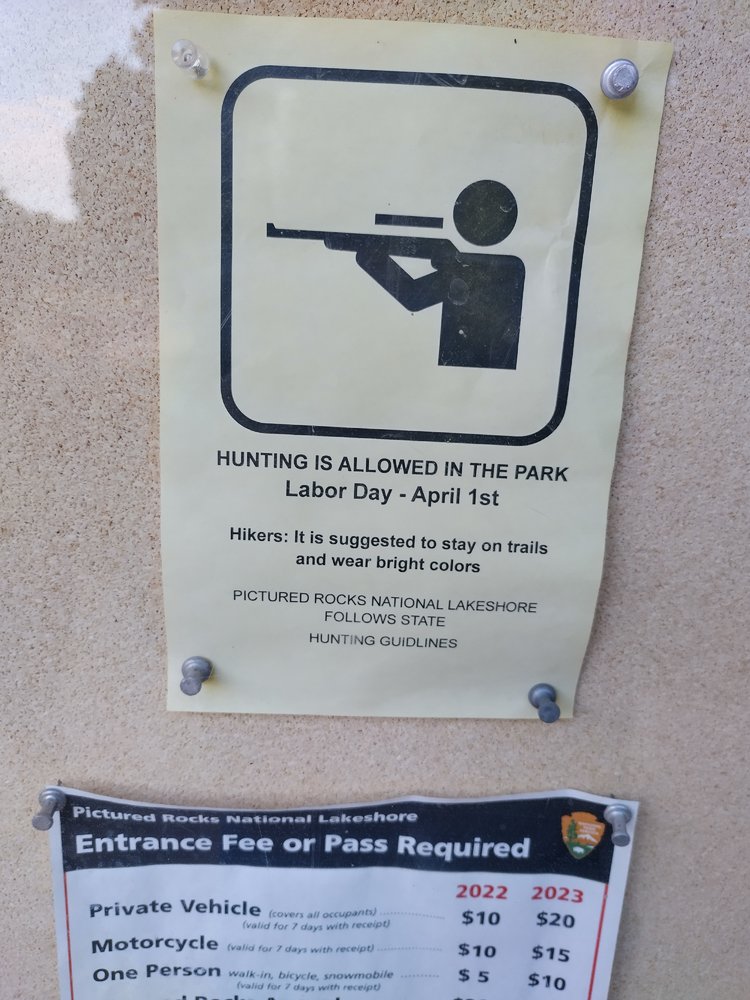 HUNTING IS ALLOWED IN THE PARK
Labor Day - April 1st
Hikers: It is suggested to stay on trails
and wear bright colors
PICTURED ROCKS NATIONAL LAKESHORE
FOLLOWS STATE
HUNTING GUIDLINES
Pictured Rocks National Lakeshore
Entrance Fee or Pass Required
2022 2023
Private Vehicle (covers all occupants) $10 $20
(valid for 7 days with receipt)
Motorcycle (valid for 7 days with receipt) $10 $15
One Person walk-in, bicycle, snowmobile $ 5 $10
(valid for 7 days with receipt)